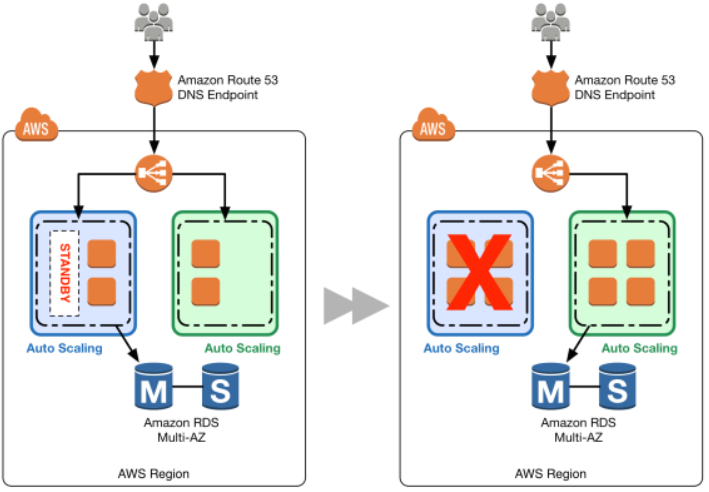 Amazon Route 53
DNS Endpoint
AWS
STANDBY
Auto Scaling
Auto Scaling
M
S
Amazon RDS
Multi-AZ
AWS Region
Amazon Route 53
DNS Endpoint
AWS
X
Auto Scaling
Auto Scaling
M
S
Amazon RDS
Multi-AZ
AWS Region